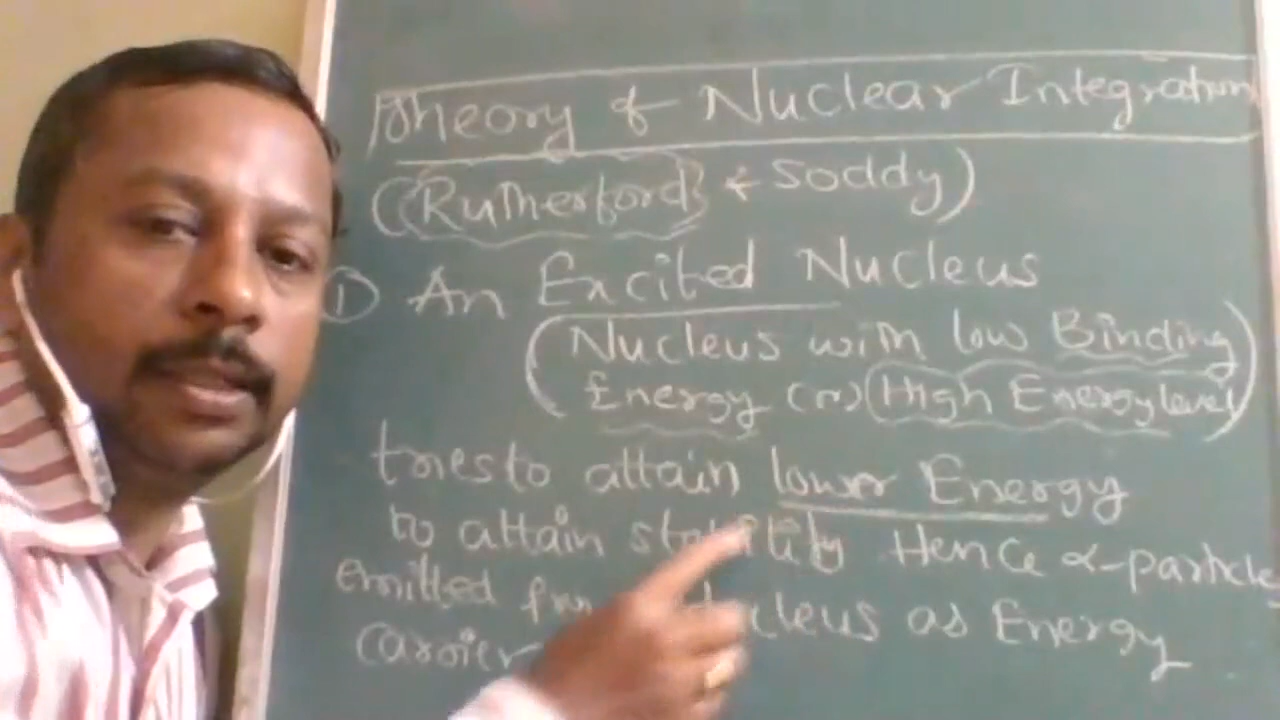 Theory of Nuclear Integration
(Rutherford & Soddy)
① An Excited Nucleus
(Nucleus with low Binding
Energy (or) High Energy level)
tries to attain lower Energy
to attain stability Hence α-particle
emitted from nucleus as Energy
carrier